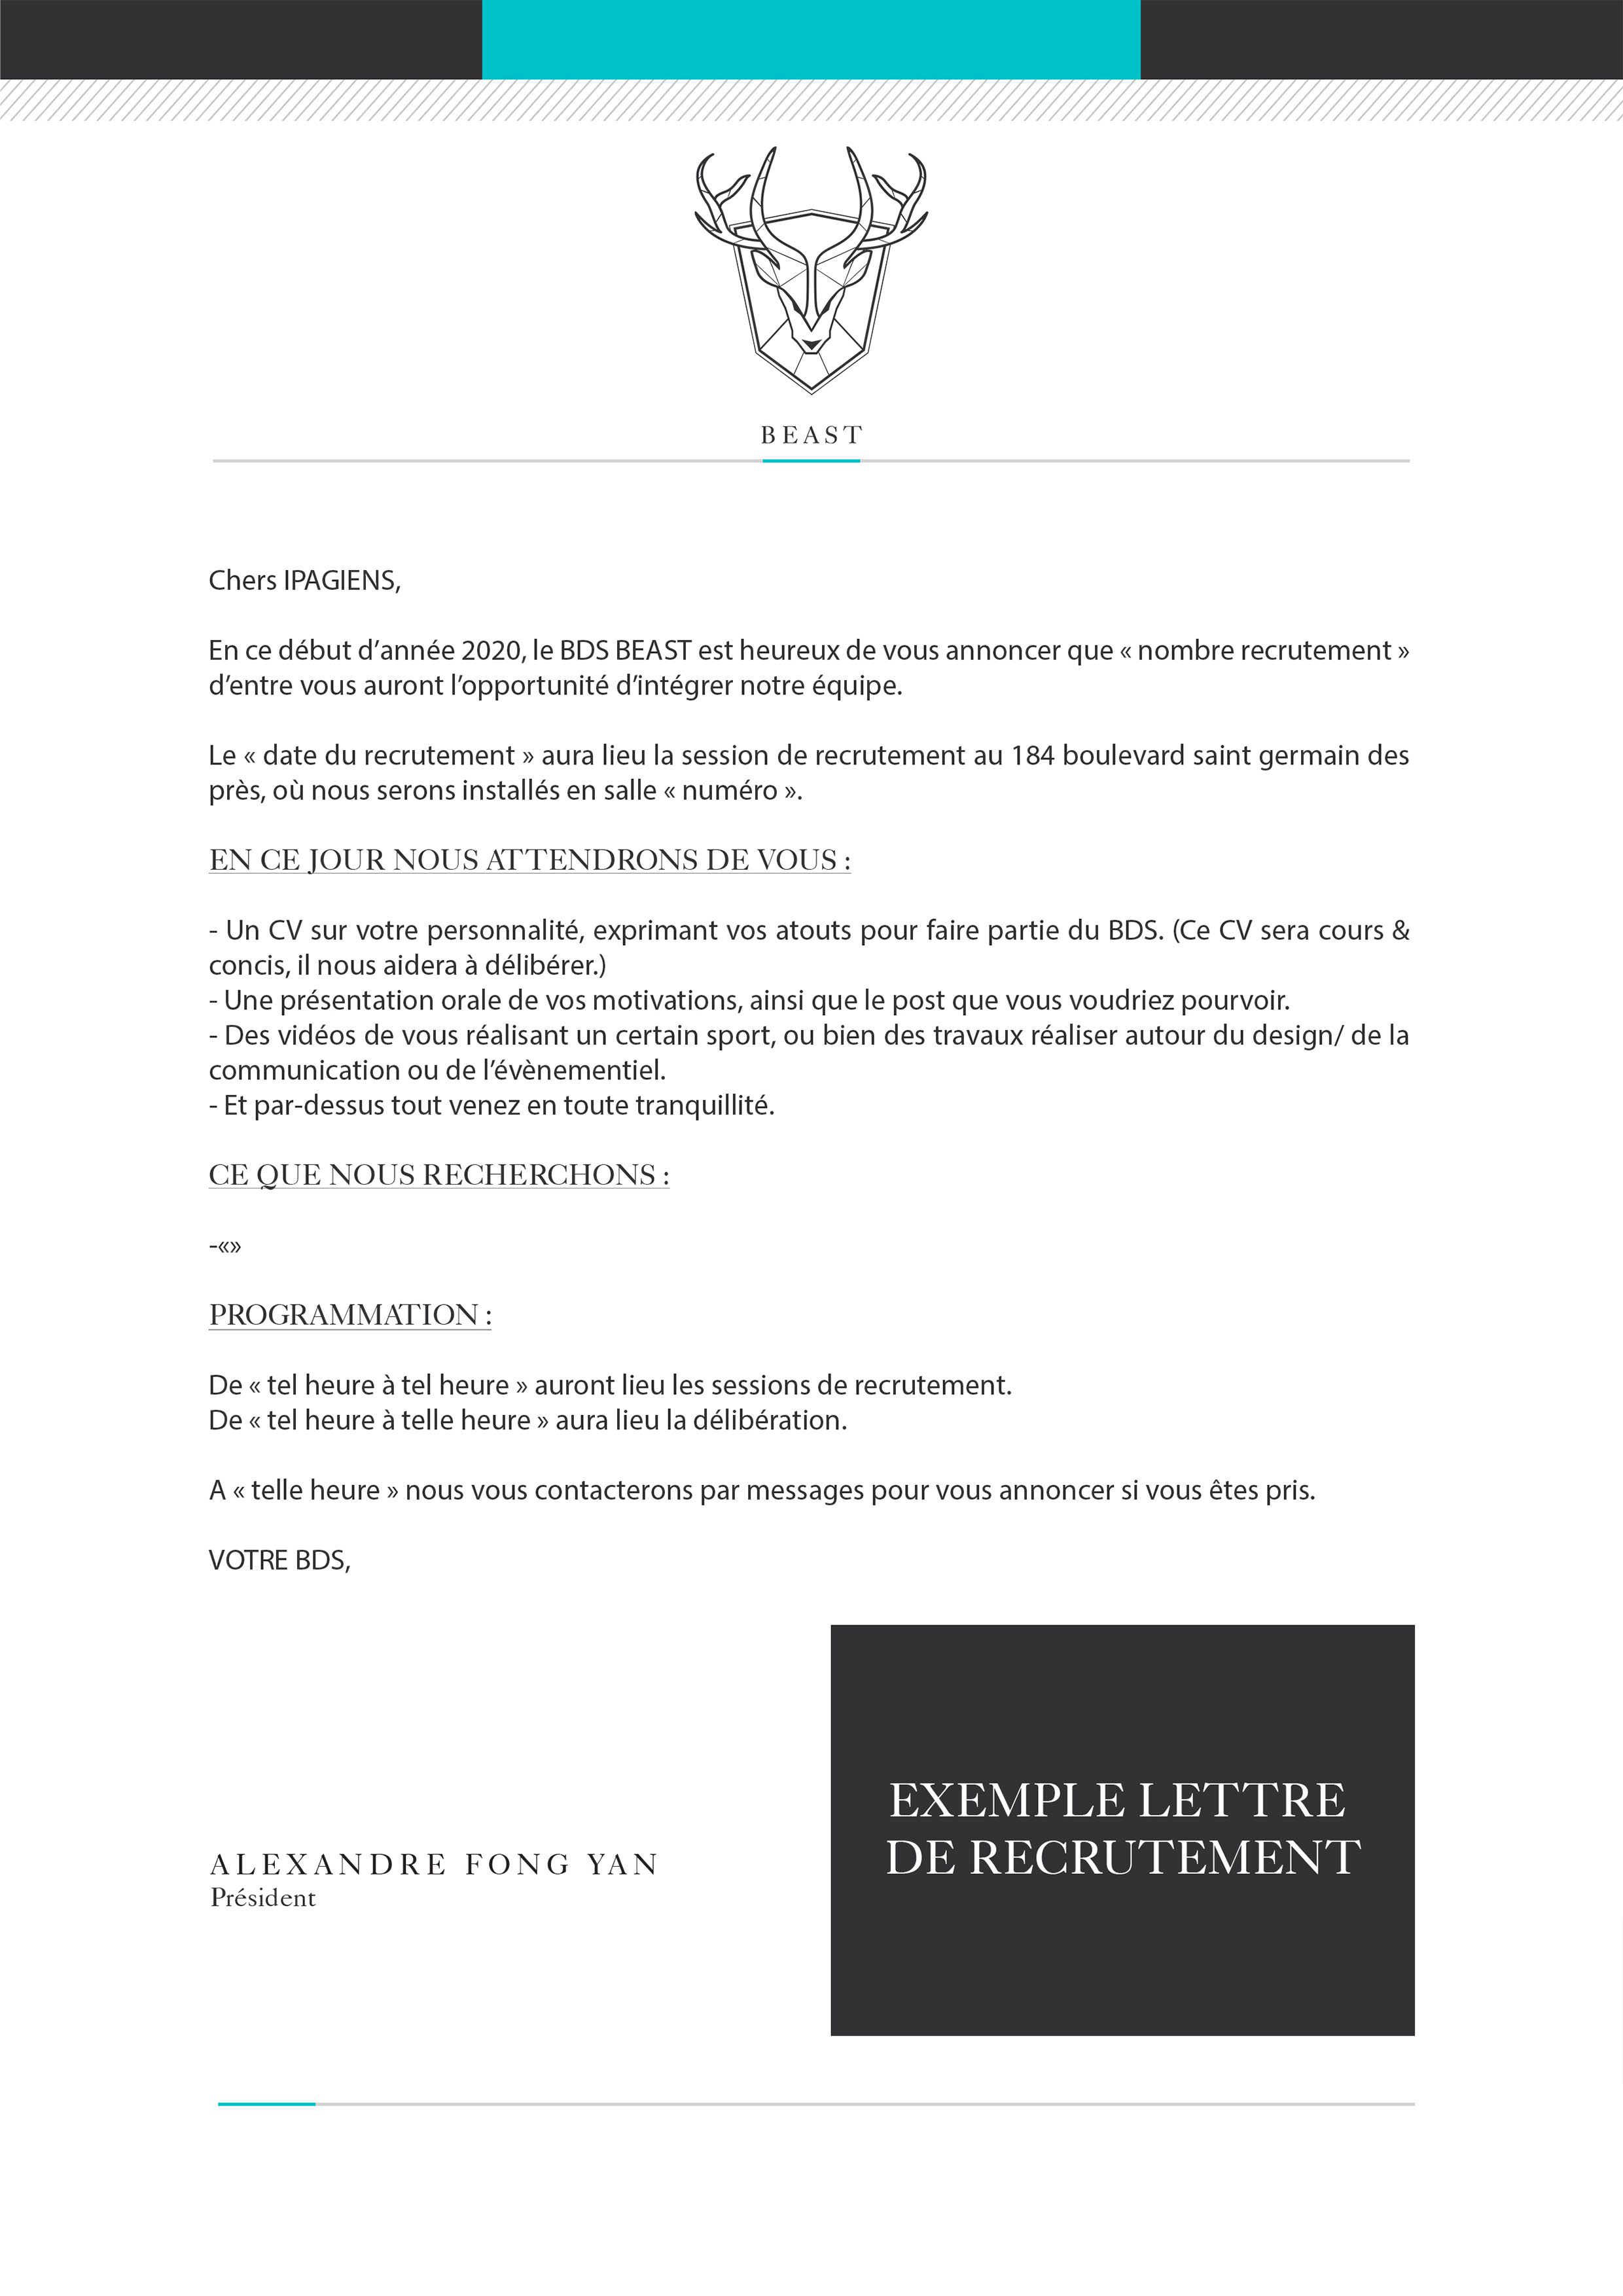 BEAST
Chers IPAGIENS,
En ce début d’année 2020, le BDS BEAST est heureux de vous annoncer que « nombre recrutement »
d’entre vous auront l’opportunité d’intégrer notre équipe.
Le « date du recrutement » aura lieu la session de recrutement au 184 boulevard saint germain des
près, où nous serons installés en salle « numéro ».
EN CE JOUR NOUS ATTENDRONS DE VOUS :
- Un CV sur votre personnalité, exprimant vos atouts pour faire partie du BDS. (Ce CV sera cours &
concis, il nous aidera à délibérer.)
- Une présentation orale de vos motivations, ainsi que le post que vous voudriez pourvoir.
- Des vidéos de vous réalisant un certain sport, ou bien des travaux réaliser autour du design/ de la
communication ou de l’évènementiel.
- Et par-dessus tout venez en toute tranquillité.
CE QUE NOUS RECHERCHONS :
-«»
PROGRAMMATION :
De « tel heure à tel heure » auront lieu les sessions de recrutement.
De « tel heure à telle heure » aura lieu la délibération.
A « telle heure » nous vous contacterons par messages pour vous annoncer si vous êtes pris.
VOTRE BDS,
EXEMPLE LETTRE
DE RECRUTEMENT
ALEXANDRE FONG YAN
Président